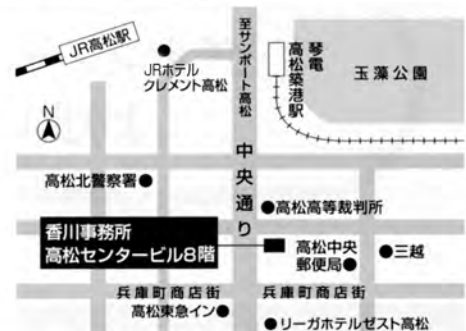 JR高松駅
JRホテル
クレメント高松
至サンポート高松
琴電
高松築港駅
玉藻公園
N
中央通り
高松北警察署
高松高等裁判所
香川事務所
高松センタービル8階
高松中央
郵便局
三越
兵庫町商店街
兵庫町商店街
高松東急イン
リーガホテルゼスト高松